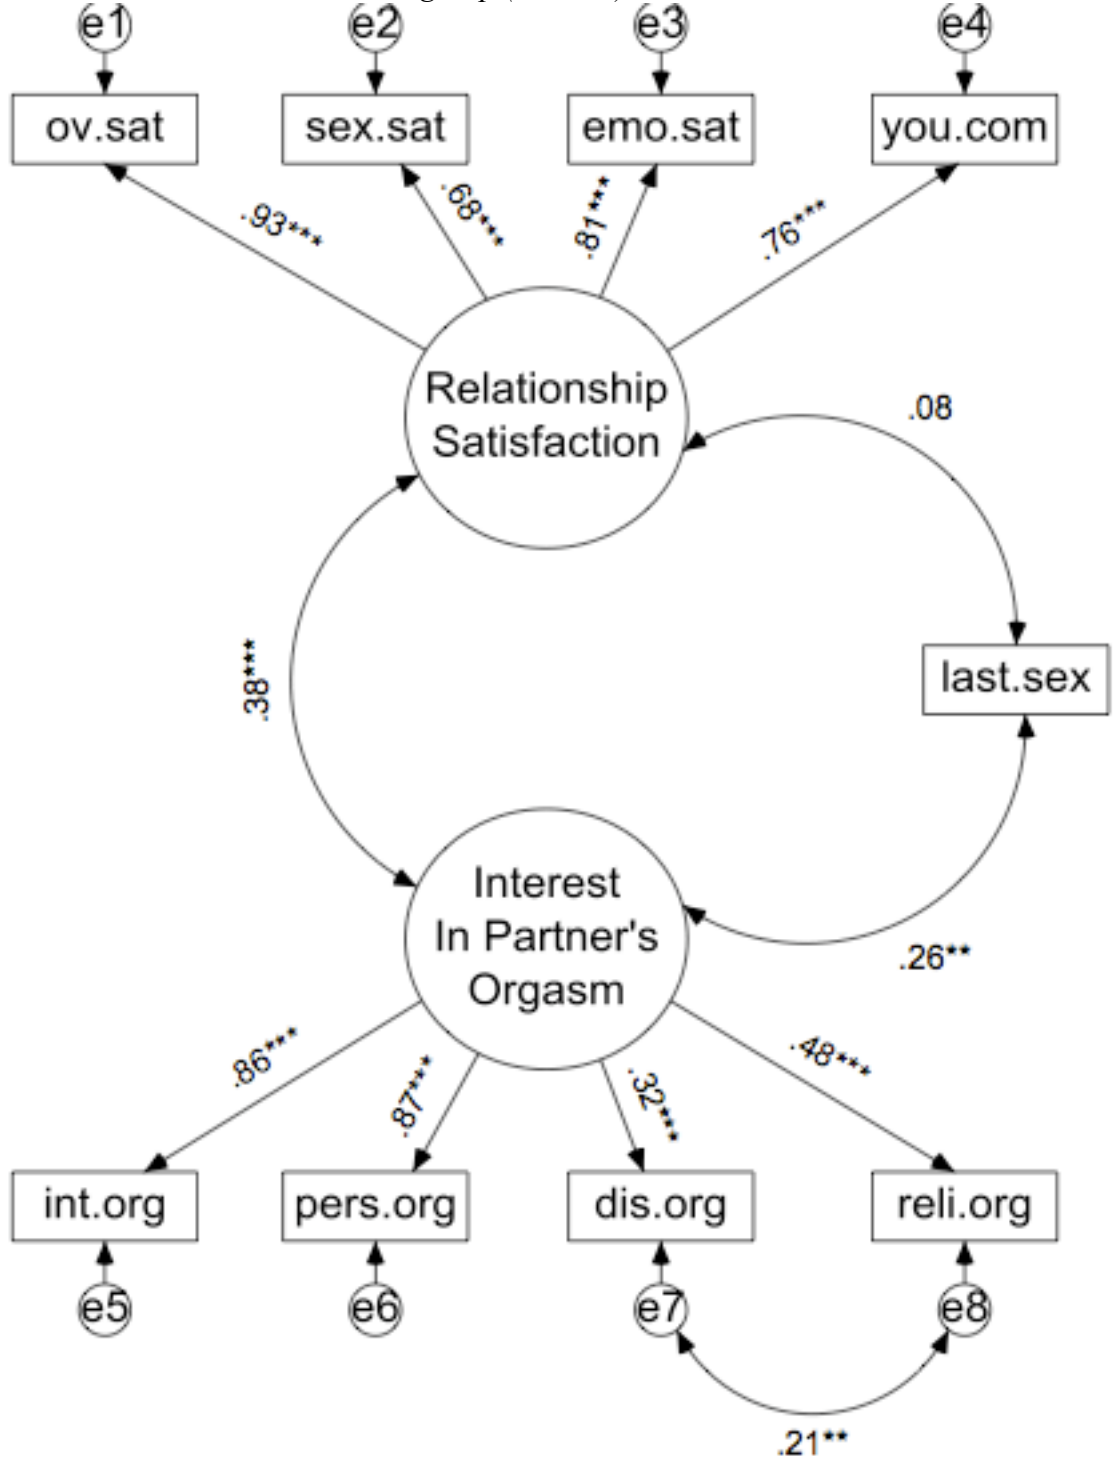 e1 e2 e3 e4
ov.sat sex.sat emo.sat you.com
.93*** .68*** .81*** .76***
Relationship
Satisfaction
.08
.38***
last.sex
Interest
In Partner's
Orgasm
.26**
.86*** .87*** .32*** .48***
int.org pers.org dis.org reli.org
e5 e6 e7 e8
.21**